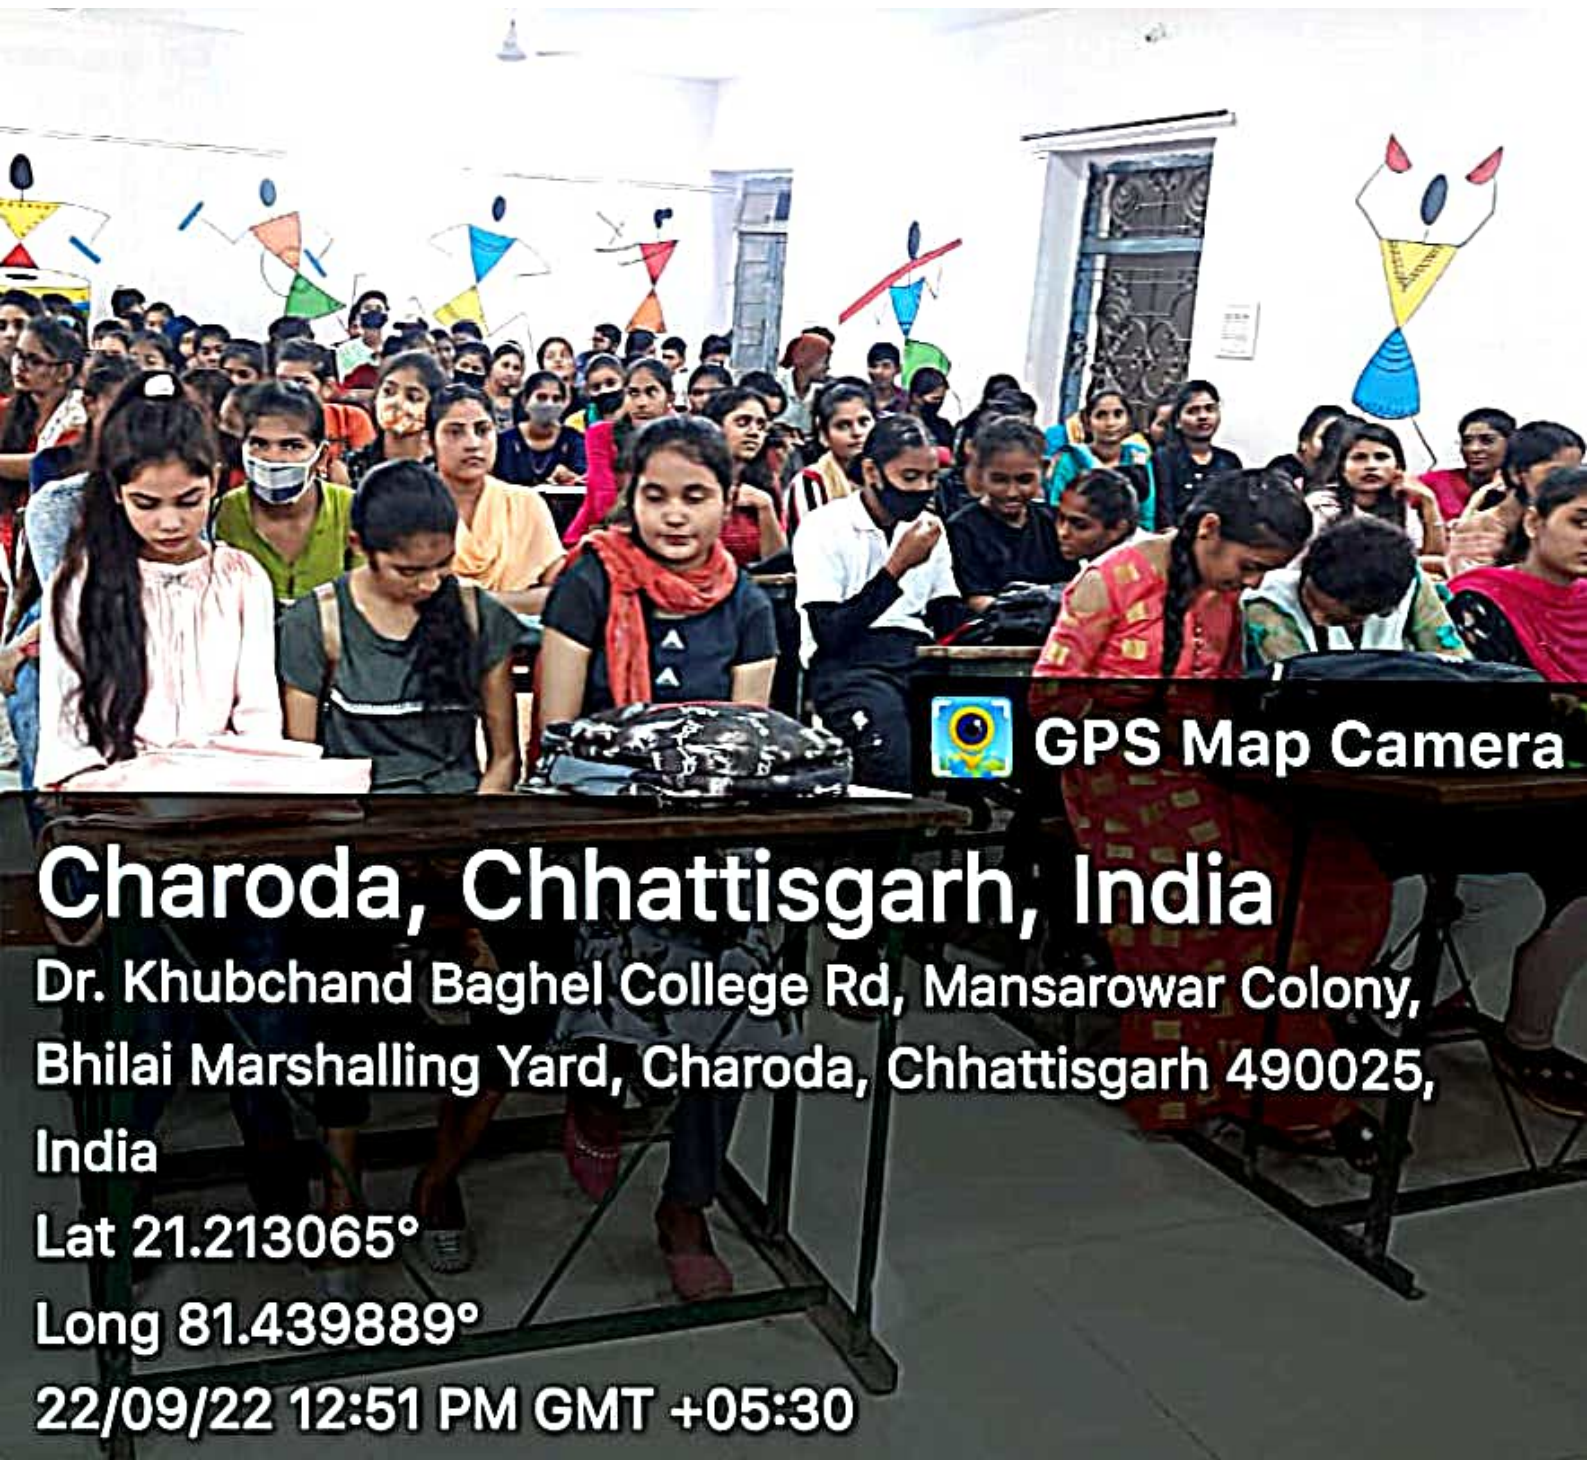 GPS Map Camera
Charoda, Chhattisgarh, India
Dr. Khubchand Baghel College Rd, Mansarowar Colony,
Bhilai Marshalling Yard, Charoda, Chhattisgarh 490025,
India
Lat 21.213065°
Long 81.439889°
22/09/22 12:51 PM GMT +05:30